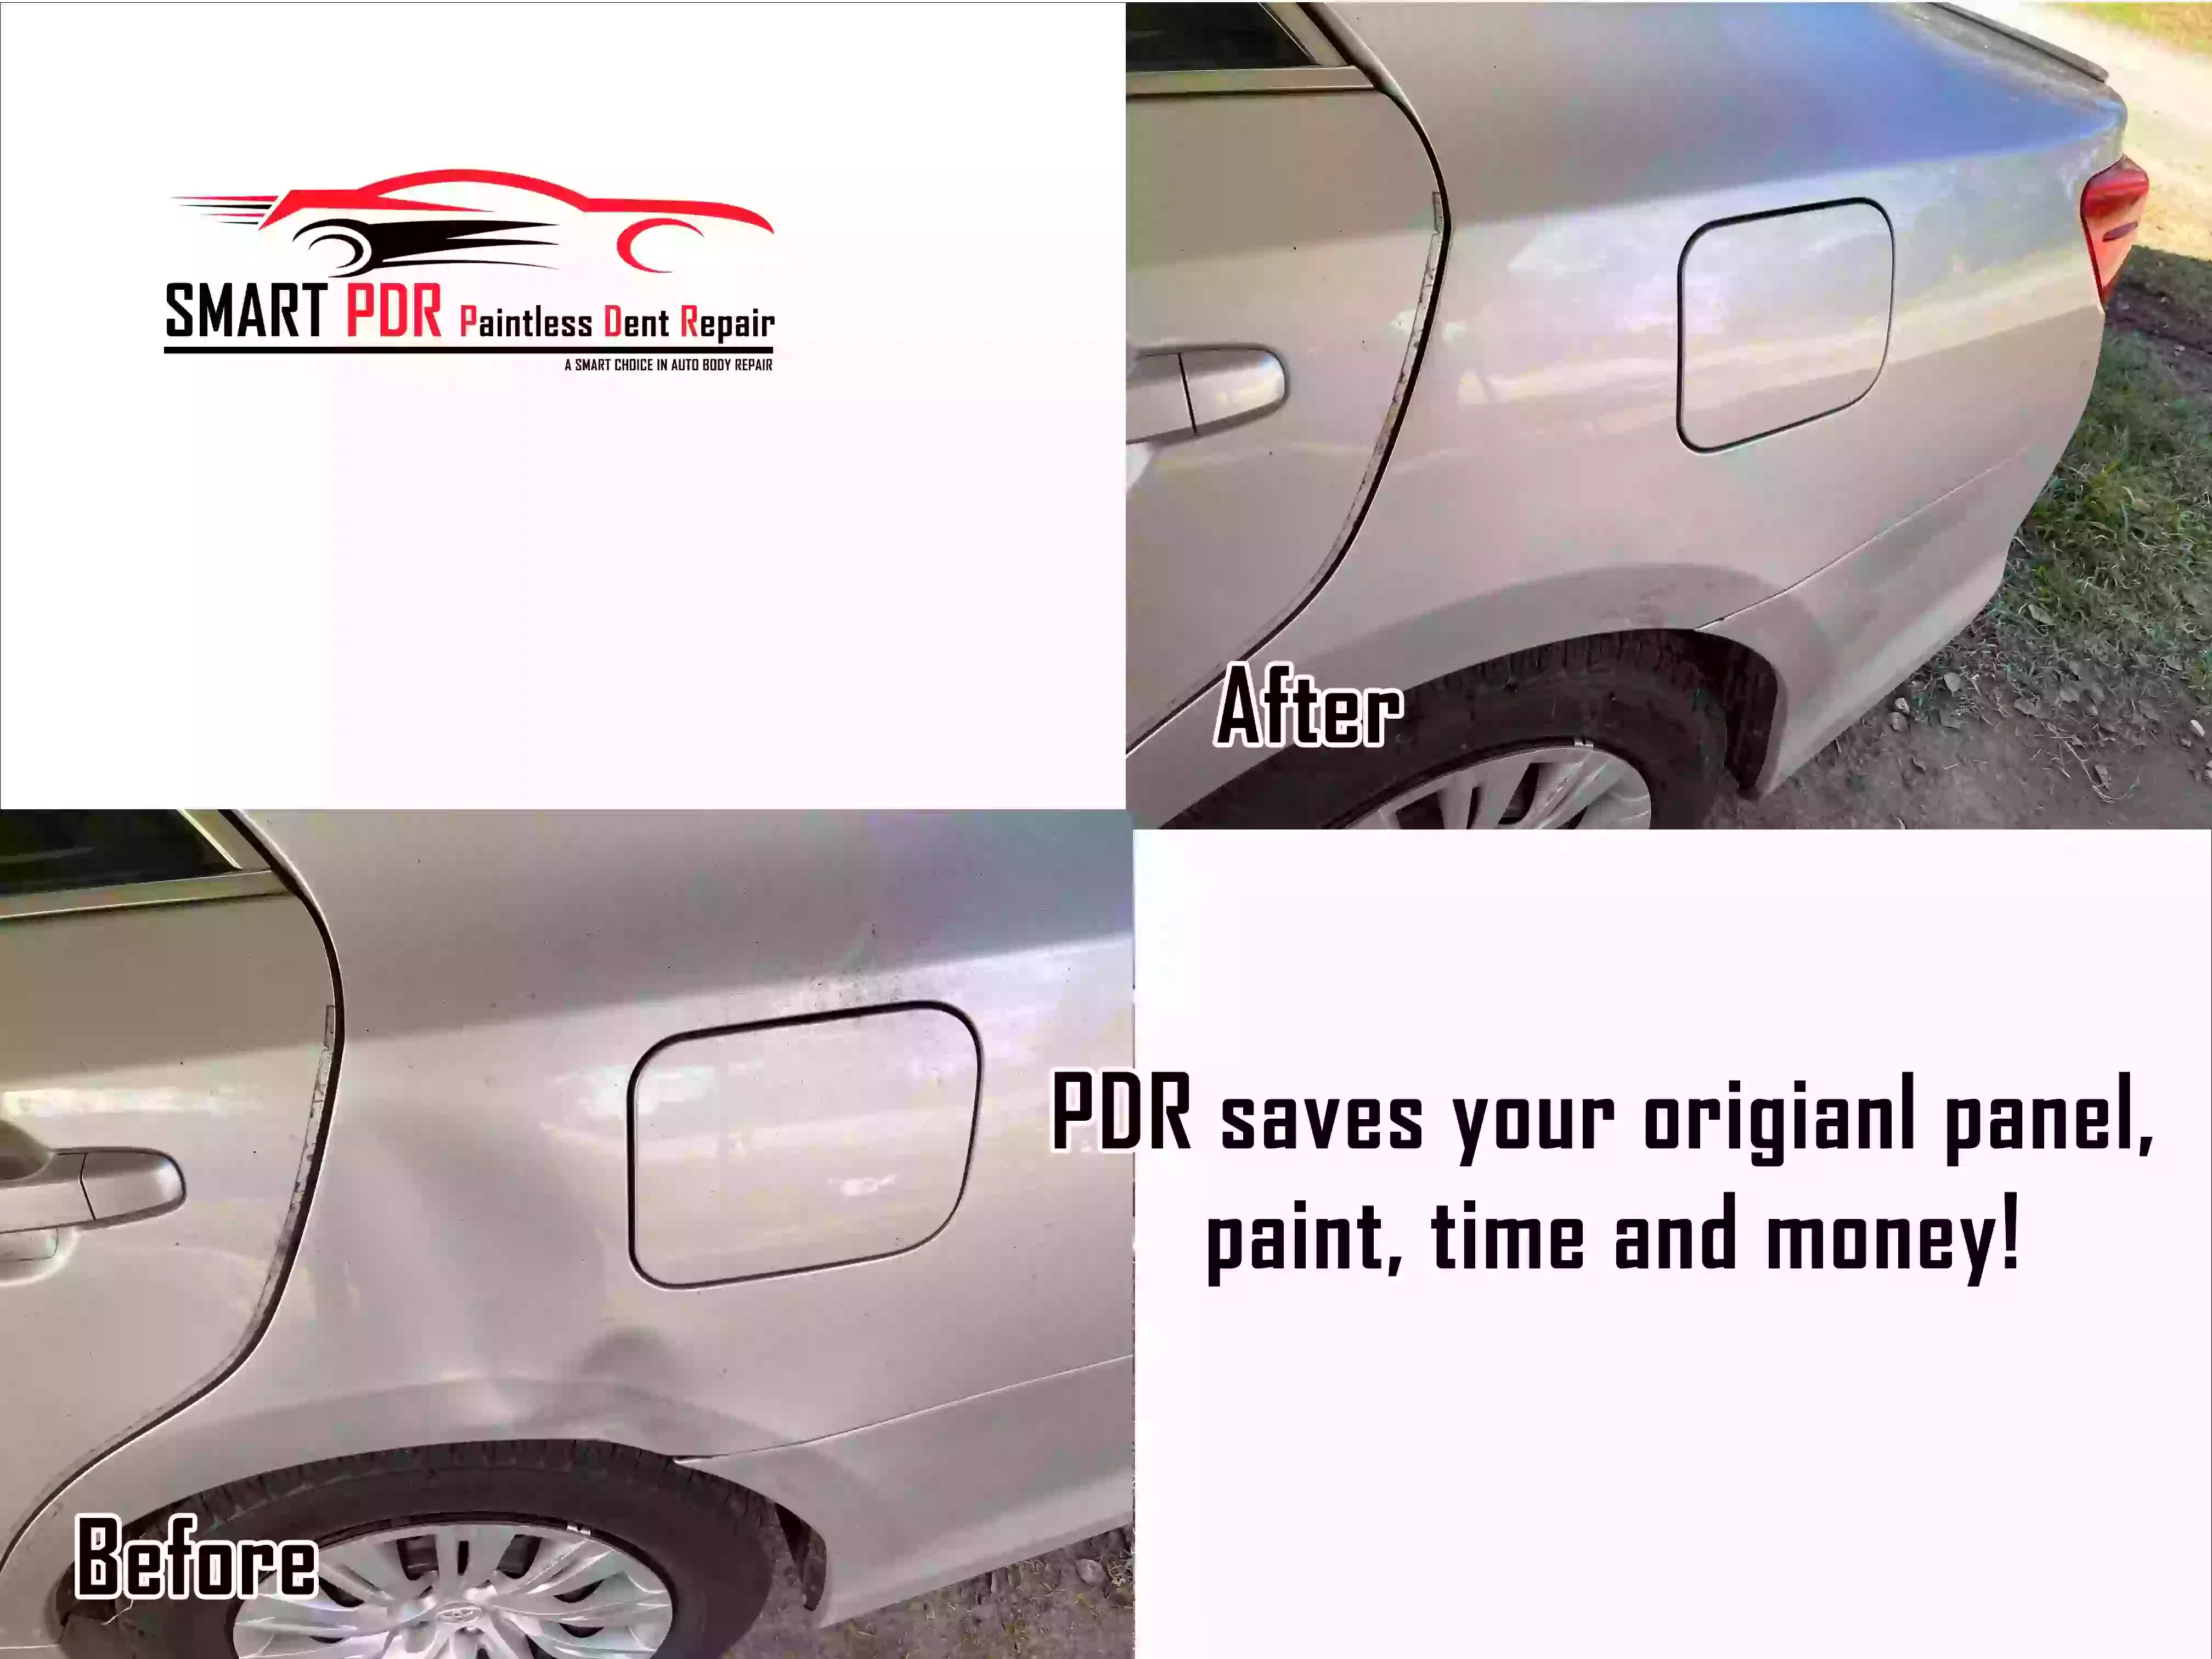 SMART PDR Paintless Dent Repair
A SMART CHOICE IN AUTO BODY REPAIR
After
PDR saves your origianl panel,
paint, time and money!
Before